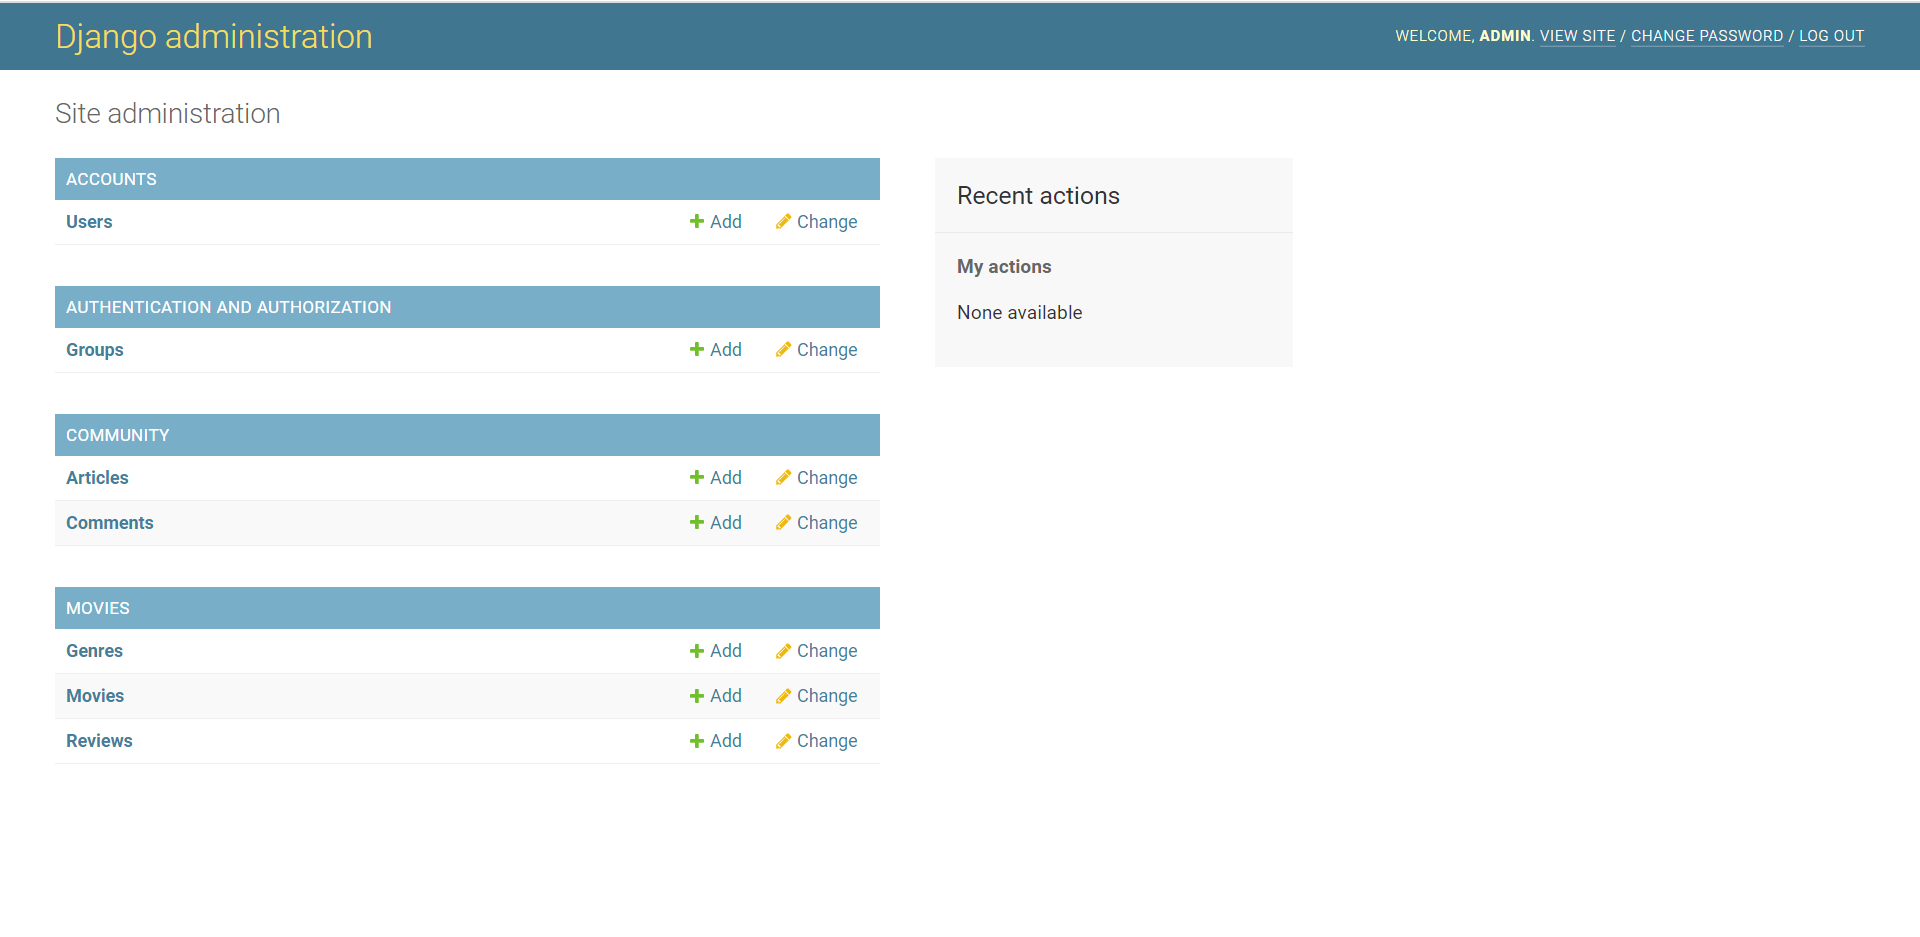 Django administration
WELCOME, ADMIN. VIEW SITE / CHANGE PASSWORD / LOG OUT
Site administration
ACCOUNTS
Users Add Change
AUTHENTICATION AND AUTHORIZATION
Groups Add Change
COMMUNITY
Articles Add Change
Comments Add Change
MOVIES
Genres Add Change
Movies Add Change
Reviews Add Change
Recent actions
My actions
None available